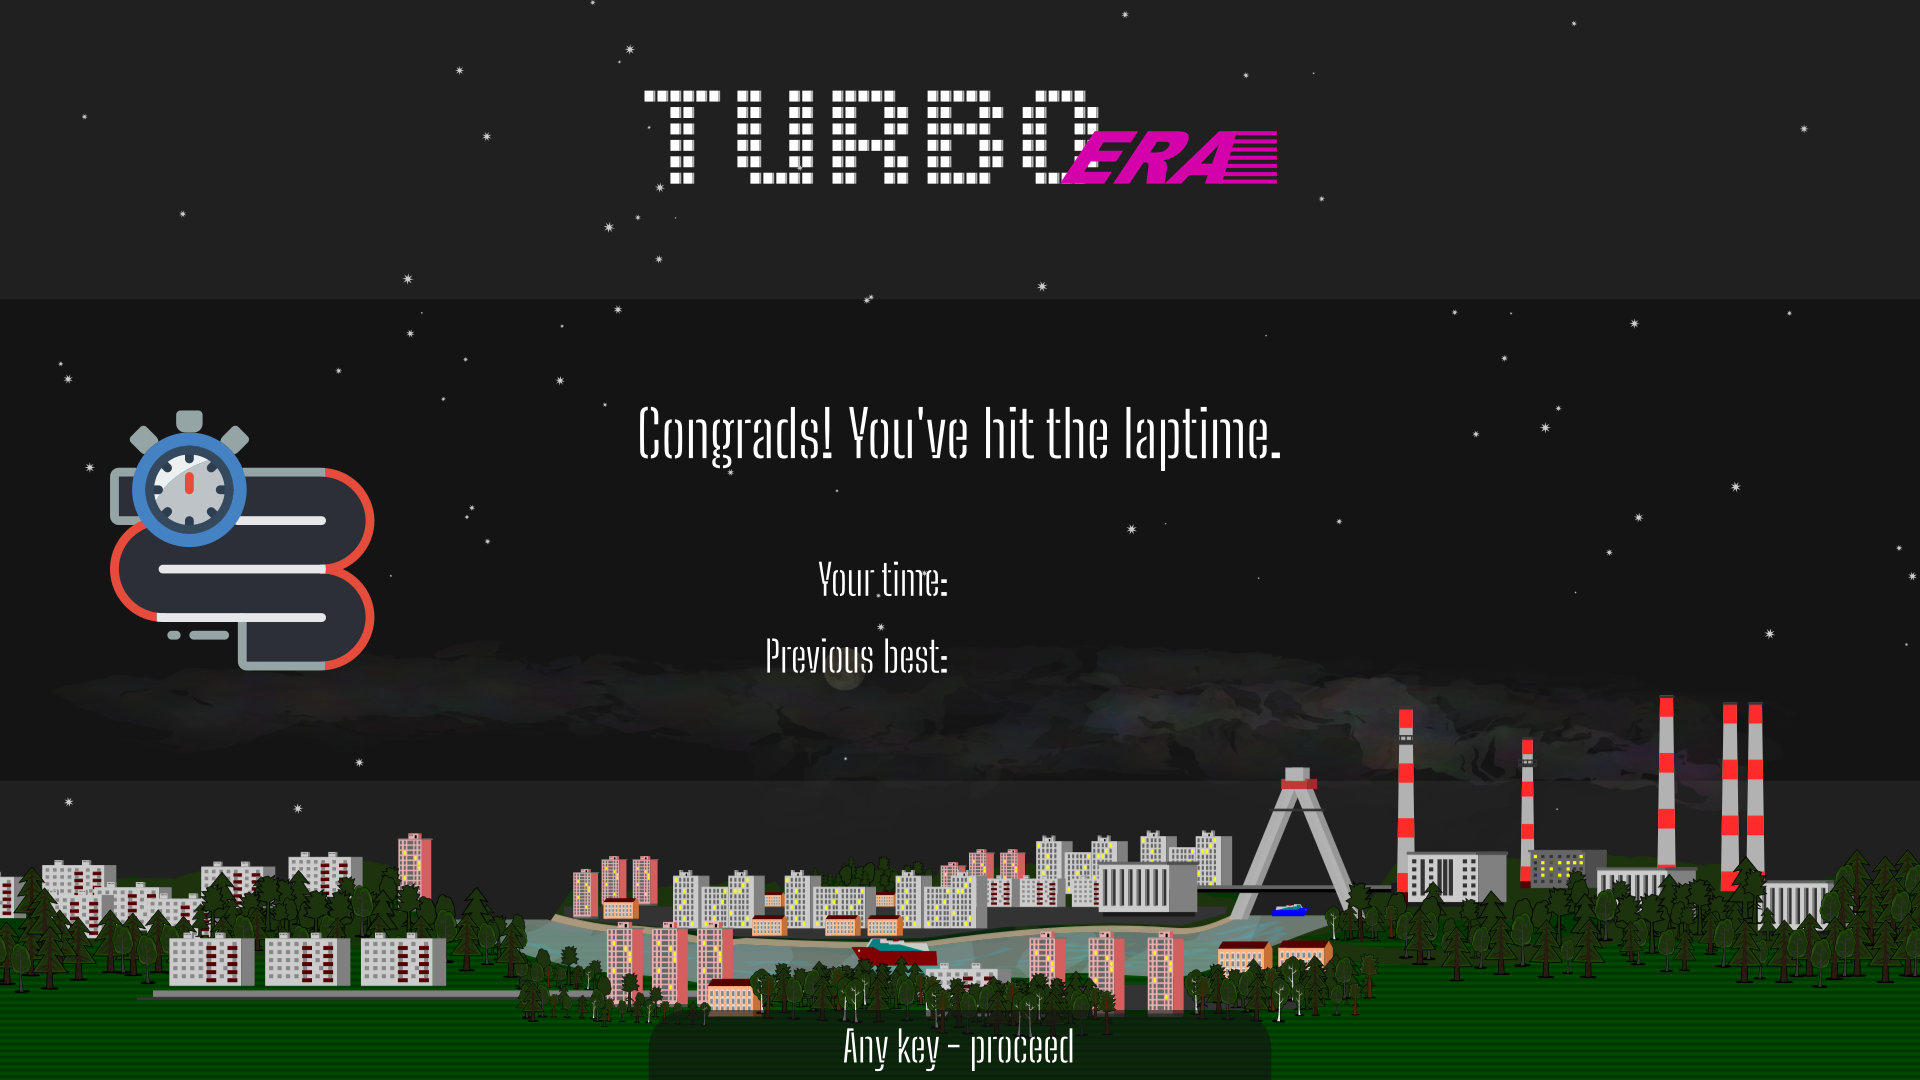 TURBO
ERA
Congrads! You've hit the laptime.
Your time:
Previous best:
Any key - proceed